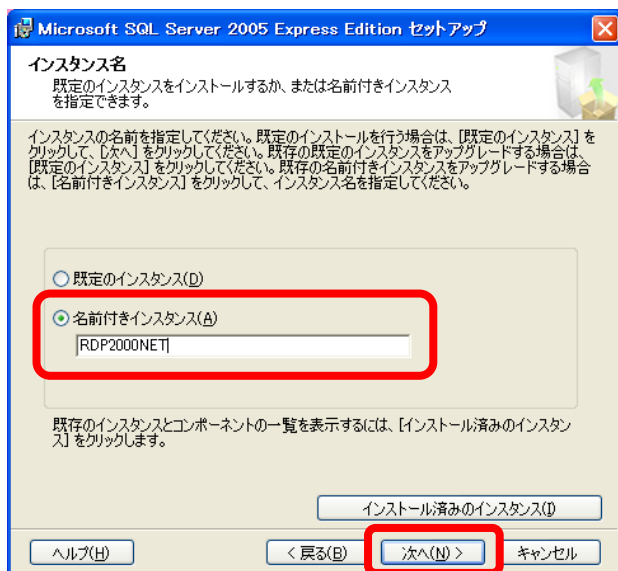 Microsoft SQL Server 2005 Express Edition セットアップ
インスタンス名
既定のインスタンスをインストールするか、または名前付きインスタンス
を指定できます。
インスタンスの名前を指定してください。既定のインストールを行う場合は、[既定のインスタンス] を
クリックして、[次へ] をクリックしてください。既存の既定のインスタンスをアップグレードする場合は、
[既定のインスタンス] をクリックしてください。既存の名前付きインスタンスをアップグレードする場合
は、[名前付きインスタンス] をクリックして、インスタンス名を指定してください。
既定のインスタンス(D)
名前付きインスタンス(A)
RDP2000NET
既存のインスタンスとコンポーネントの一覧を表示するには、[インストール済みのインスタン
ス] をクリックします。
インストール済みのインスタンス(I)
ヘルプ(H) < 戻る(B) 次へ(N) > キャンセル